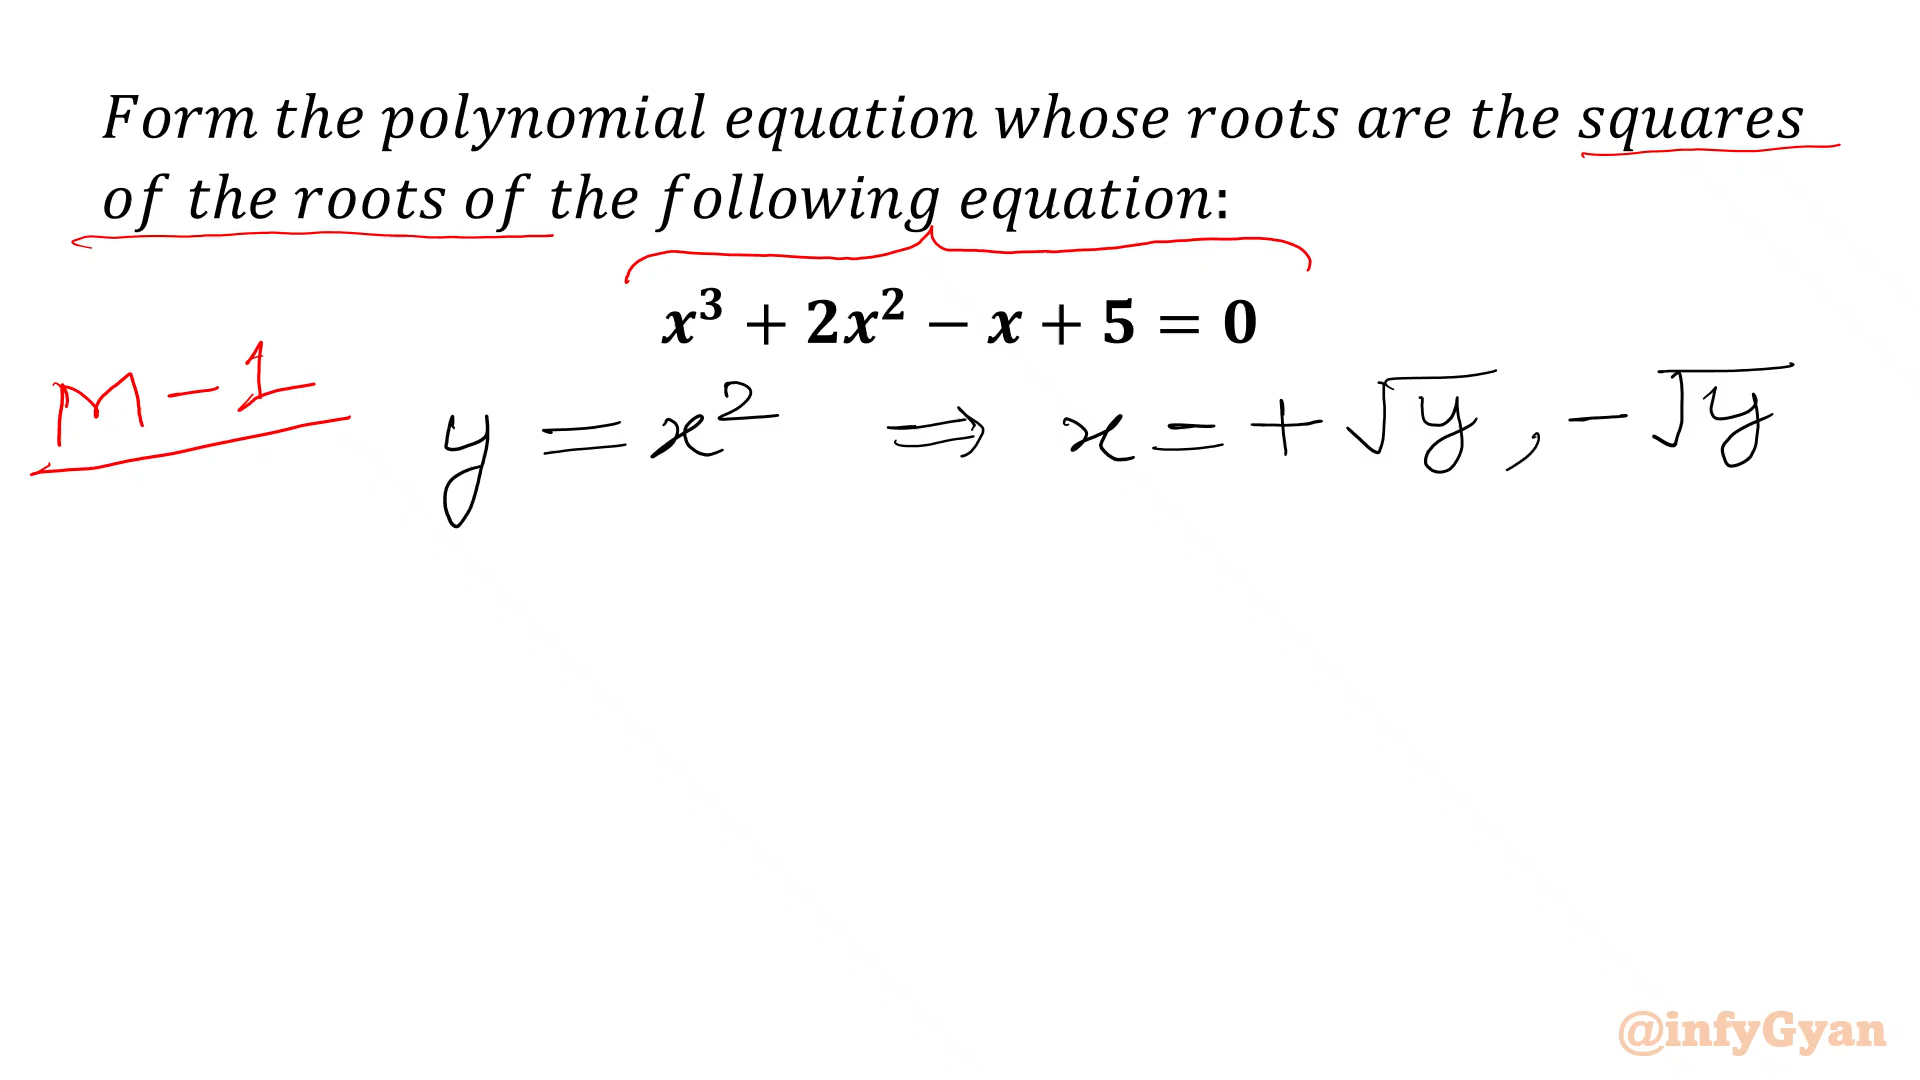 Form the polynomial equation whose roots are the squares
of the roots of the following equation:
x³ + 2x² − x + 5 = 0
M − 1
y = x² ⇒ x = +√y , −√y
@infyGyan